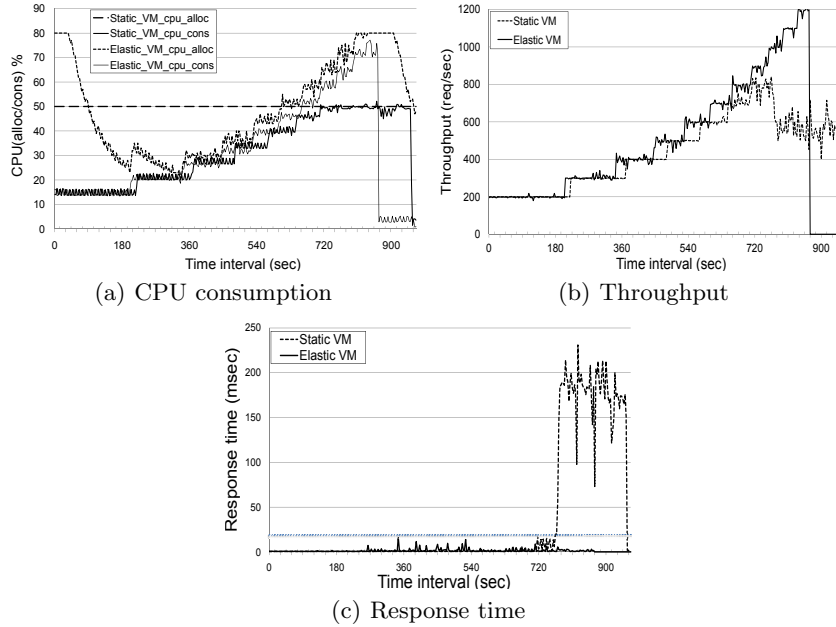 Static_VM_cpu_alloc
Static_VM_cpu_cons
Elastic_VM_cpu_alloc
Elastic_VM_cpu_cons
90
80
70
60
50
40
30
20
10
0
CPU(alloc/cons) %
0 180 360 540 720 900
Time interval (sec)
(a) CPU consumption
Static VM
Elastic VM
1200
1000
800
600
400
200
0
Throughput (req/sec)
0 180 360 540 720 900
Time interval (sec)
(b) Throughput
Static VM
Elastic VM
250
200
150
100
50
0
Response time (msec)
0 180 360 540 720 900
Time interval (sec)
(c) Response time